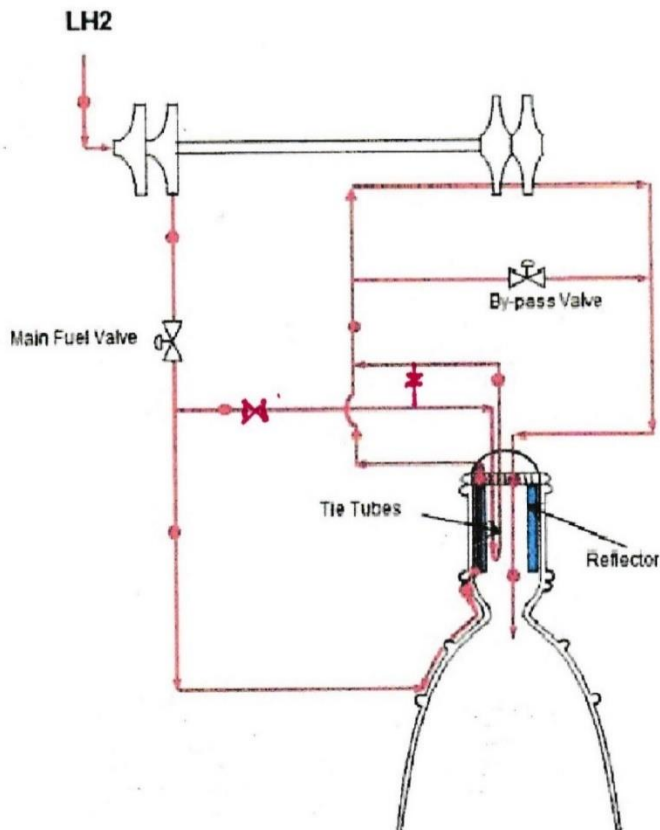 LH2
By-pass Valve
Main Fuel Valve
Tie Tubes
Reflector